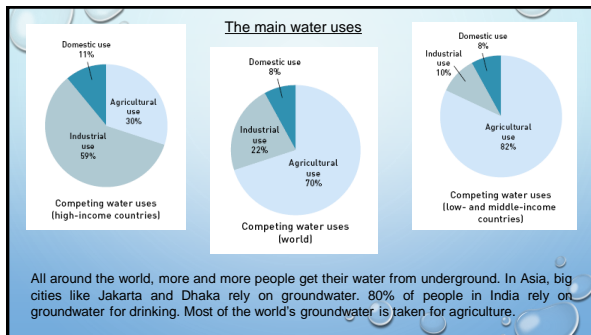 The main water uses
Domestic use
11%
Agricultural
use
30%
Industrial
use
59%
Competing water uses
(high-income countries)
Domestic use
8%
Industrial
use
22%
Agricultural
use
70%
Competing water uses
(world)
Domestic use
8%
Industrial
use
10%
Agricultural
use
82%
Competing water uses
(low- and middle-income
countries)
All around the world, more and more people get their water from underground. In Asia, big
cities like Jakarta and Dhaka rely on groundwater. 80% of people in India rely on
groundwater for drinking. Most of the world's groundwater is taken for agriculture.